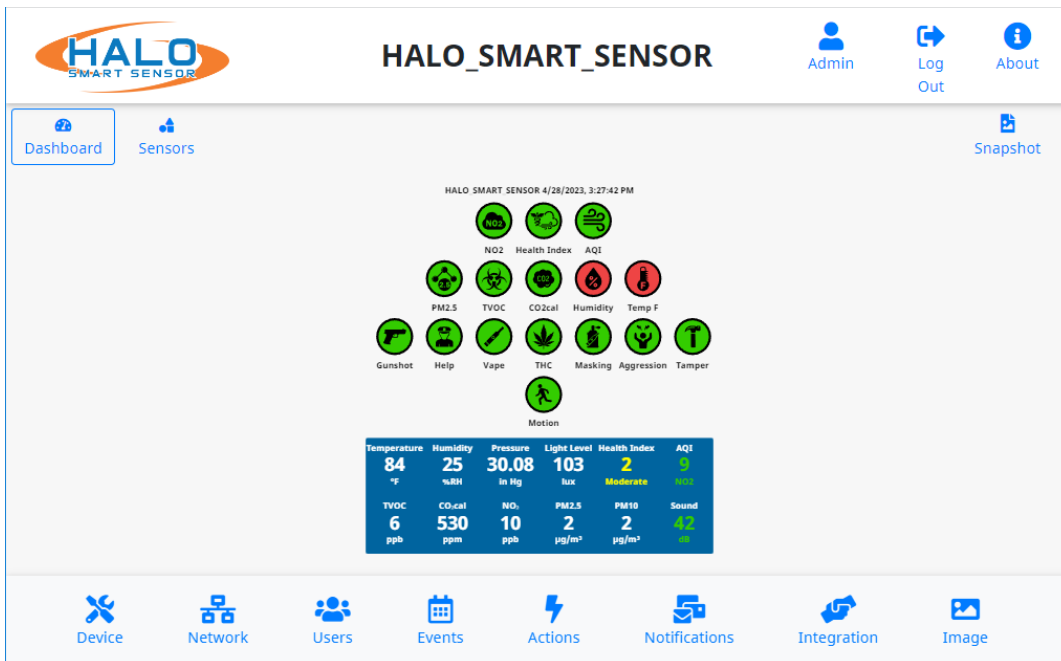 HALO
SMART SENSOR
HALO_SMART_SENSOR
Admin
Log
Out
About
Dashboard
Sensors
Snapshot
HALO_SMART_SENSOR 4/28/2023, 3:27:42 PM
NO2
NO2 Health Index AQI
2.5 CO2 % F
PM2.5 TVOC CO2cal Humidity Temp F
Gunshot Help Vape THC Masking Aggression Tamper
Motion
Temperature Humidity Pressure Light Level Health Index AQI
84 25 30.08 103 2 9
°F %RH in Hg lux Moderate NO2
TVOC CO₂cal NO₂ PM2.5 PM10 Sound
6 530 10 2 2 42
ppb ppm ppb µg/m³ µg/m³ dB
Device Network Users Events Actions Notifications Integration Image